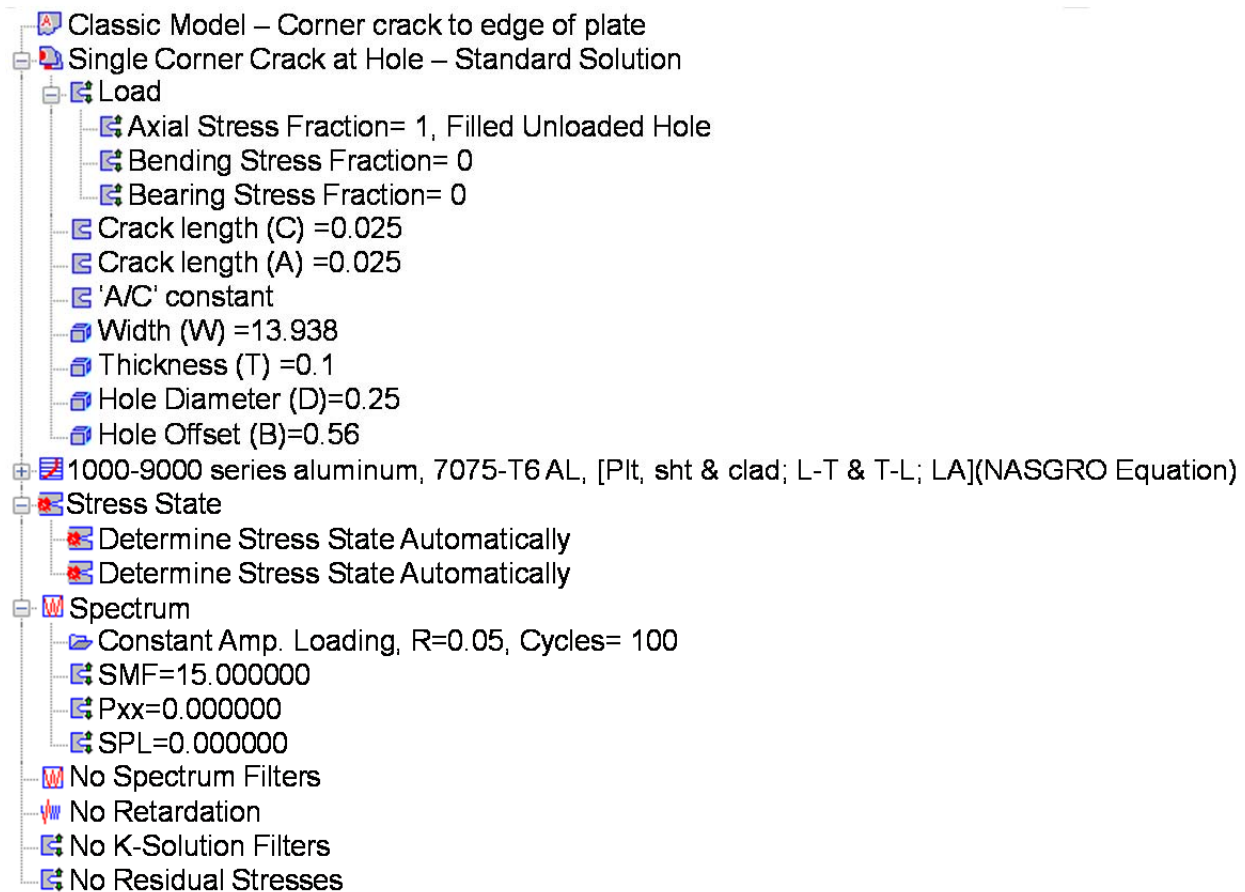 Classic Model – Corner crack to edge of plate
Single Corner Crack at Hole – Standard Solution
Load
Axial Stress Fraction= 1, Filled Unloaded Hole
Bending Stress Fraction= 0
Bearing Stress Fraction= 0
Crack length (C) =0.025
Crack length (A) =0.025
'A/C' constant
Width (W) =13.938
Thickness (T) =0.1
Hole Diameter (D)=0.25
Hole Offset (B)=0.56
1000-9000 series aluminum, 7075-T6 AL, [Plt, sht & clad; L-T & T-L; LA](NASGRO Equation)
Stress State
Determine Stress State Automatically
Determine Stress State Automatically
Spectrum
Constant Amp. Loading, R=0.05, Cycles= 100
SMF=15.000000
Pxx=0.000000
SPL=0.000000
No Spectrum Filters
No Retardation
No K-Solution Filters
No Residual Stresses